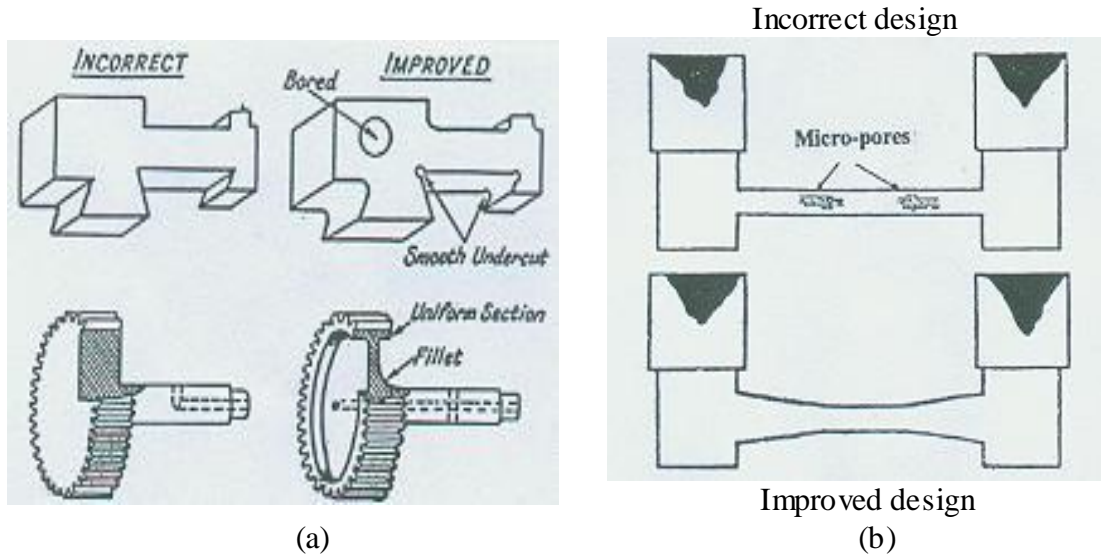 Incorrect design
INCORRECT
IMPROVED
Bored
Smooth Undercut
Uniform Section
Fillet
Micro-pores
Improved design
(a)
(b)